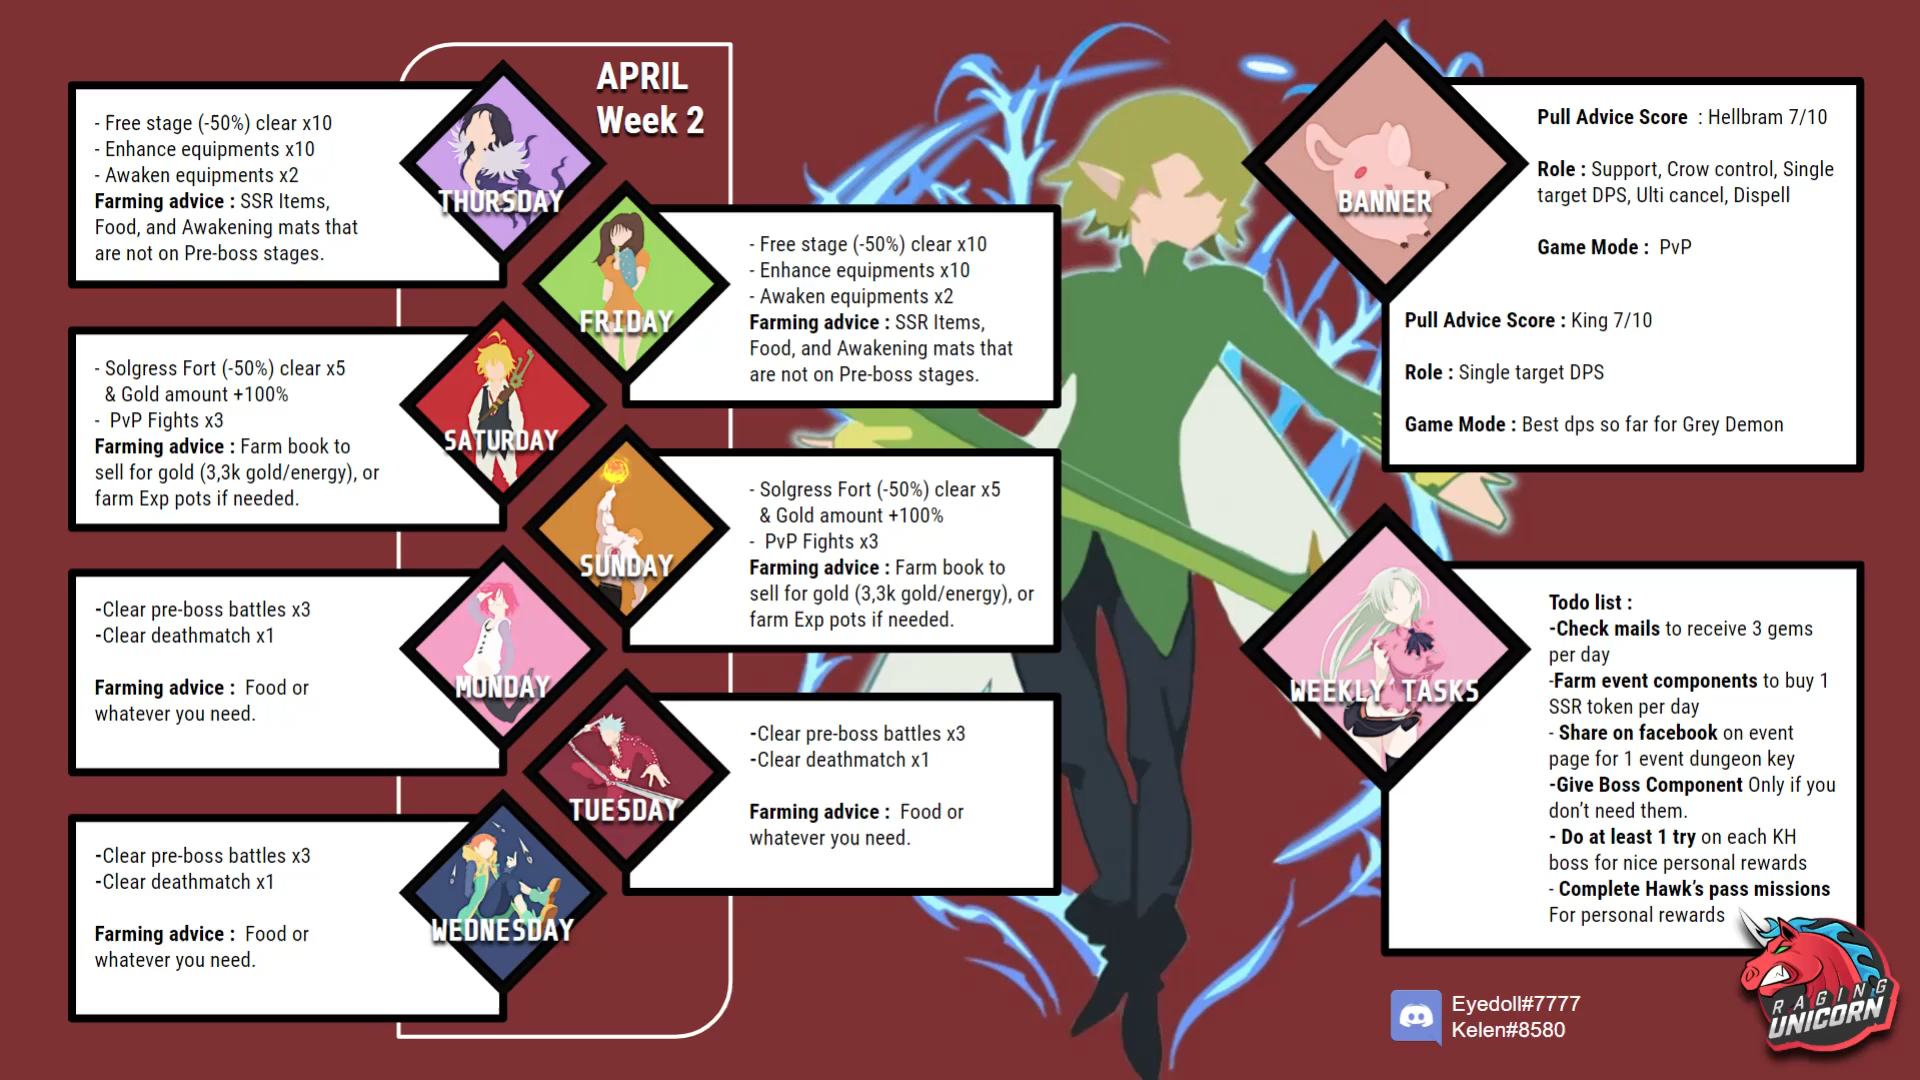 APRIL
Week 2
- Free stage (-50%) clear x10
- Enhance equipments x10
- Awaken equipments x2
Farming advice : SSR Items,
Food, and Awakening mats that
are not on Pre-boss stages.
THURSDAY
- Free stage (-50%) clear x10
- Enhance equipments x10
- Awaken equipments x2
Farming advice : SSR Items,
Food, and Awakening mats that
are not on Pre-boss stages.
FRIDAY
- Solgress Fort (-50%) clear x5
& Gold amount +100%
- PvP Fights x3
Farming advice : Farm book to
sell for gold (3,3k gold/energy), or
farm Exp pots if needed.
SATURDAY
- Solgress Fort (-50%) clear x5
& Gold amount +100%
- PvP Fights x3
Farming advice : Farm book to
sell for gold (3,3k gold/energy), or
farm Exp pots if needed.
SUNDAY
-Clear pre-boss battles x3
-Clear deathmatch x1
Farming advice : Food or
whatever you need.
MONDAY
-Clear pre-boss battles x3
-Clear deathmatch x1
Farming advice : Food or
whatever you need.
TUESDAY
-Clear pre-boss battles x3
-Clear deathmatch x1
Farming advice : Food or
whatever you need.
WEDNESDAY
BANNER
Pull Advice Score : Hellbram 7/10
Role : Support, Crow control, Single
target DPS, Ulti cancel, Dispell
Game Mode : PvP
Pull Advice Score : King 7/10
Role : Single target DPS
Game Mode : Best dps so far for Grey Demon
WEEKLY TASKS
Todo list :
-Check mails to receive 3 gems
per day
-Farm event components to buy 1
SSR token per day
- Share on facebook on event
page for 1 event dungeon key
-Give Boss Component Only if you
don't need them.
- Do at least 1 try on each KH
boss for nice personal rewards
- Complete Hawk's pass missions
For personal rewards
Eyedoll#7777
Kelen#8580
RAGING
UNICORN